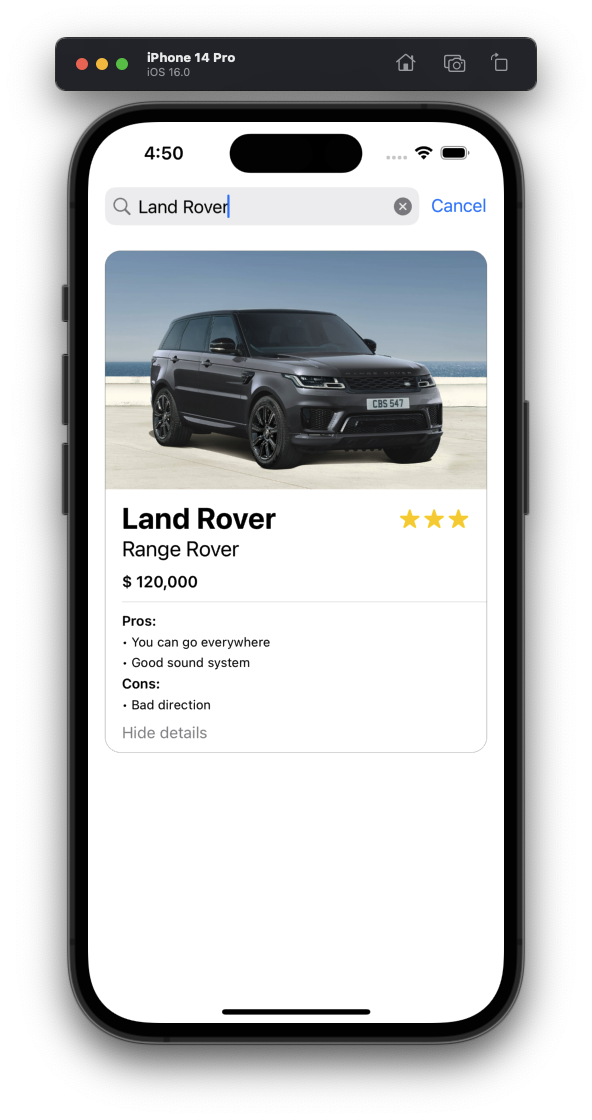 iPhone 14 Pro
iOS 16.0
4:50
Land Rover
Cancel
CBS 547
Land Rover
Range Rover
$ 120,000
Pros:
• You can go everywhere
• Good sound system
Cons:
• Bad direction
Hide details